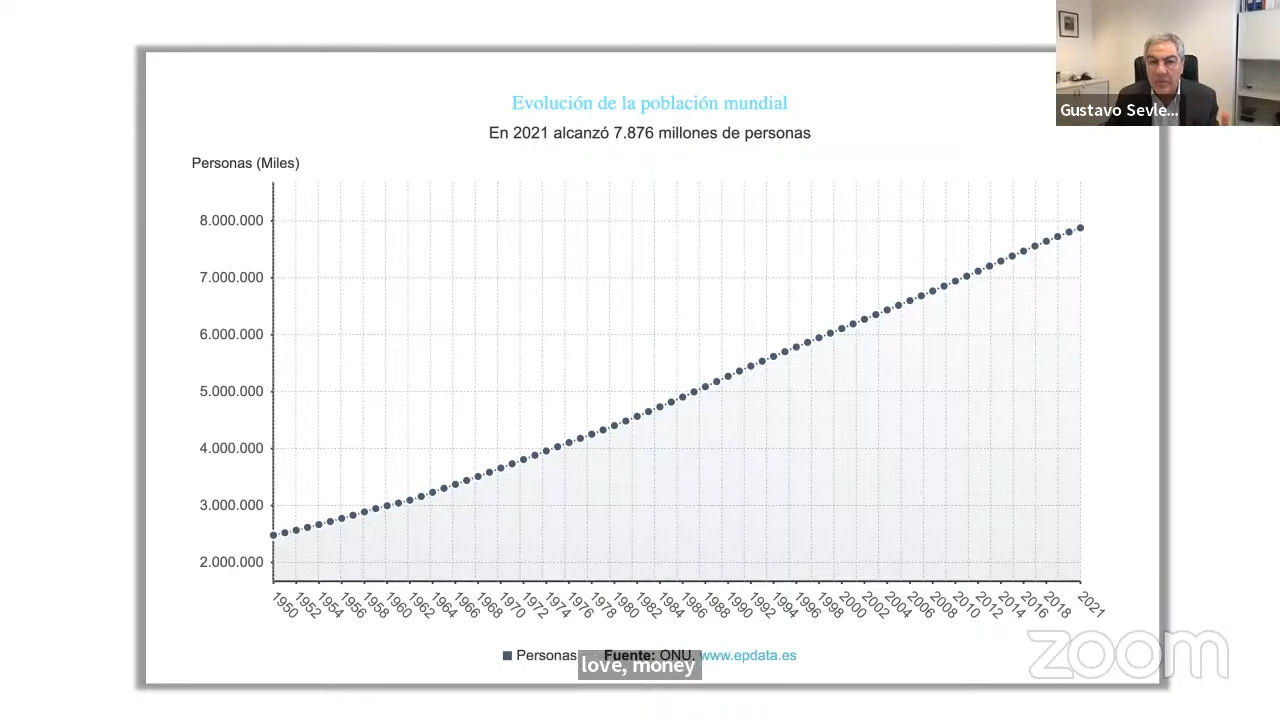 Evolución de la población mundial
En 2021 alcanzó 7.876 millones de personas
Gustavo Sevle...
Personas (Miles)
8.000.000
7.000.000
6.000.000
5.000.000
4.000.000
3.000.000
2.000.000
1950 1952 1954 1956 1958 1960 1962 1964 1966 1968 1970 1972 1974 1976 1978 1980 1982 1984 1986 1988 1990 1992 1994 1996 1998 2000 2002 2004 2006 2008 2010 2012 2014 2016 2018 2021
Personas Fuente: ONU, www.epdata.es
love, money
zoom